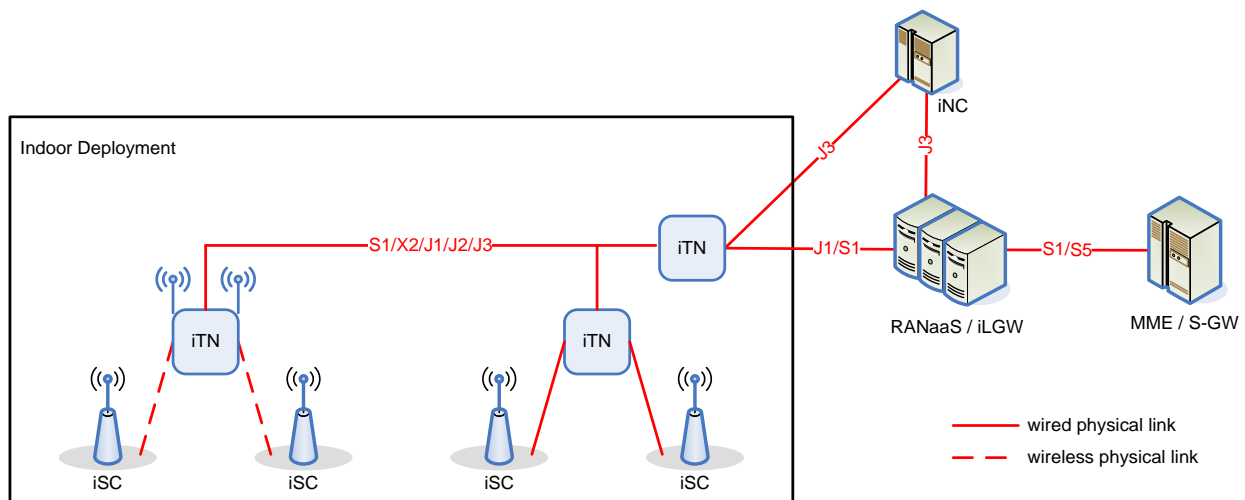 iNC
Indoor Deployment
J3
J3
S1/X2/J1/J2/J3
iTN
J1/S1
S1/S5
iTN
iTN
RANaaS / iLGW
MME / S-GW
iSC
iSC
iSC
iSC
wired physical link
wireless physical link